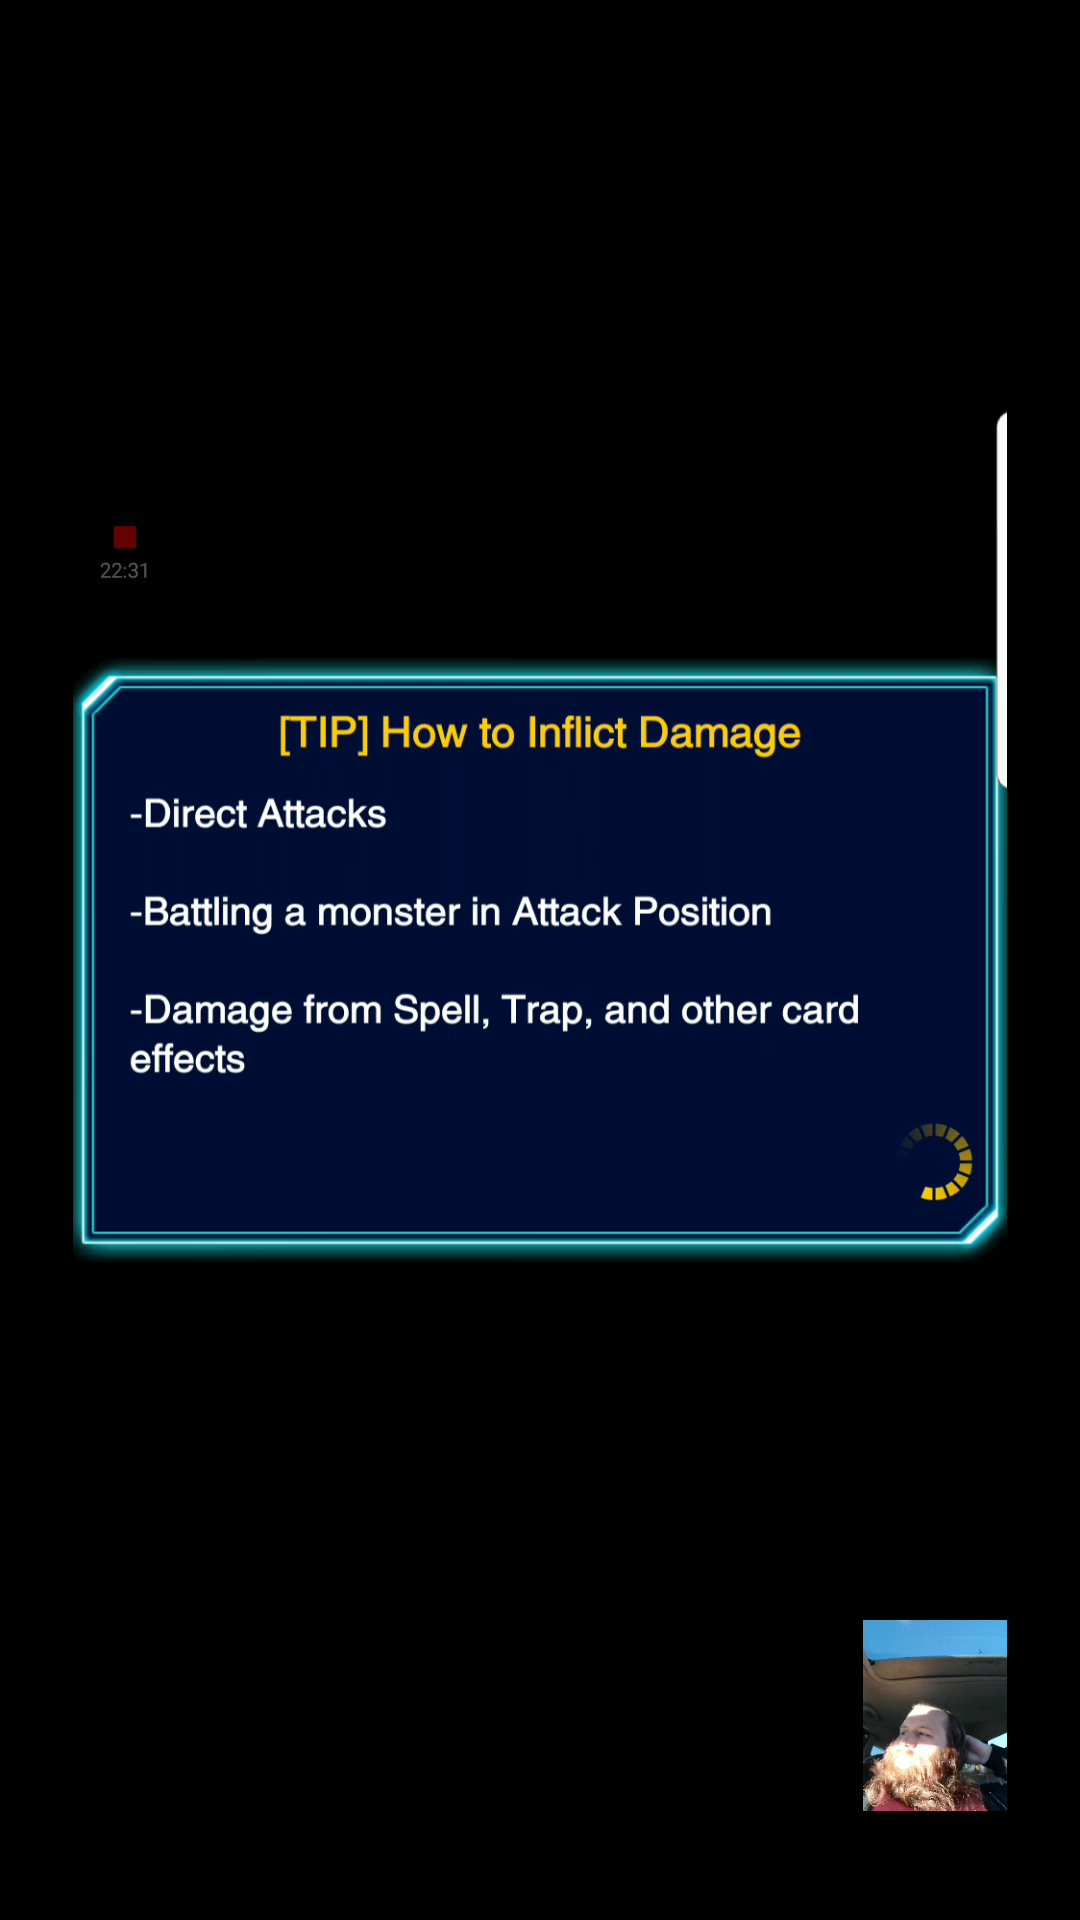 22:31
[TIP] How to Inflict Damage
-Direct Attacks
-Battling a monster in Attack Position
-Damage from Spell, Trap, and other card
effects